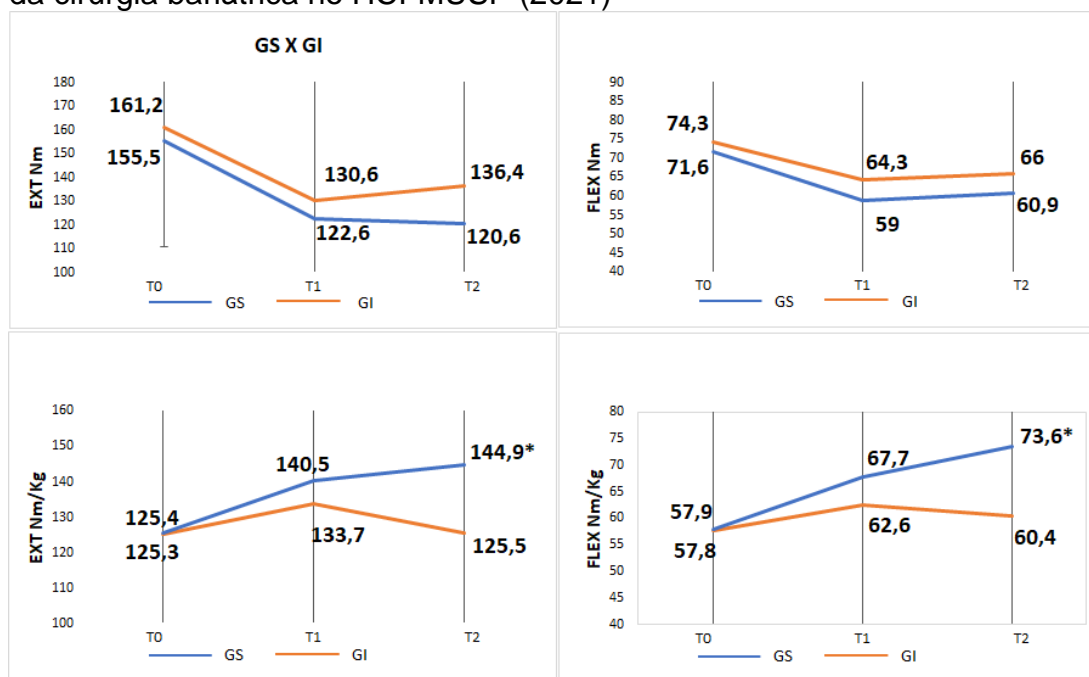 da cirurgia bariátrica no HCFMUSP (2021)
GS X GI
EXT Nm
180
170
160
150
140
130
120
110
100
161,2
155,5
130,6
122,6
136,4
120,6
T0
T1
T2
GS
GI
FLEX Nm
90
85
80
75
70
65
60
55
50
45
40
74,3
71,6
64,3
59
66
60,9
T0
T1
T2
GS
GI
EXT Nm/Kg
160
150
140
130
120
110
100
125,4
125,3
140,5
133,7
144,9*
125,5
T0
T1
T2
GS
GI
FLEX Nm/Kg
80
75
70
65
60
55
50
45
40
57,9
57,8
67,7
62,6
73,6*
60,4
T0
T1
T2
GS
GI